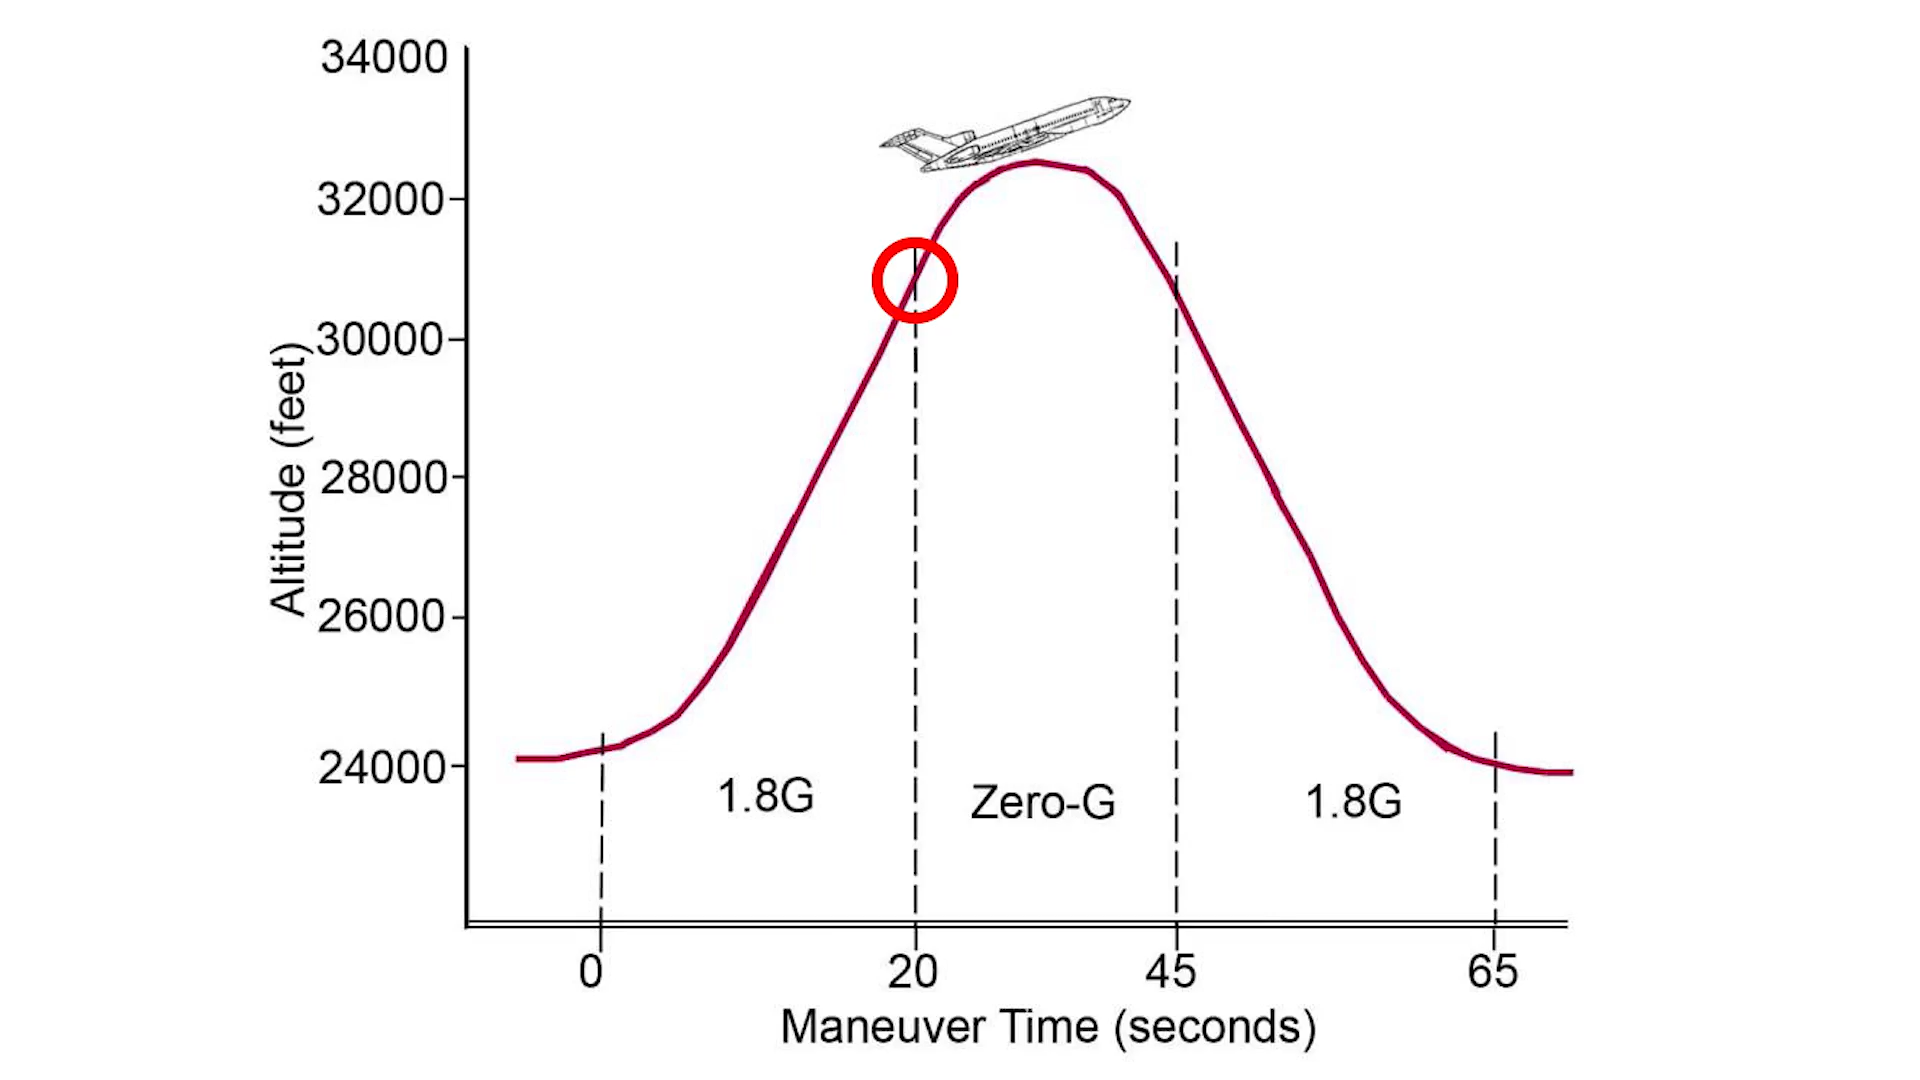 34000
32000
30000
28000
26000
24000
Altitude (feet)
1.8G
Zero-G
1.8G
0
20
45
65
Maneuver Time (seconds)